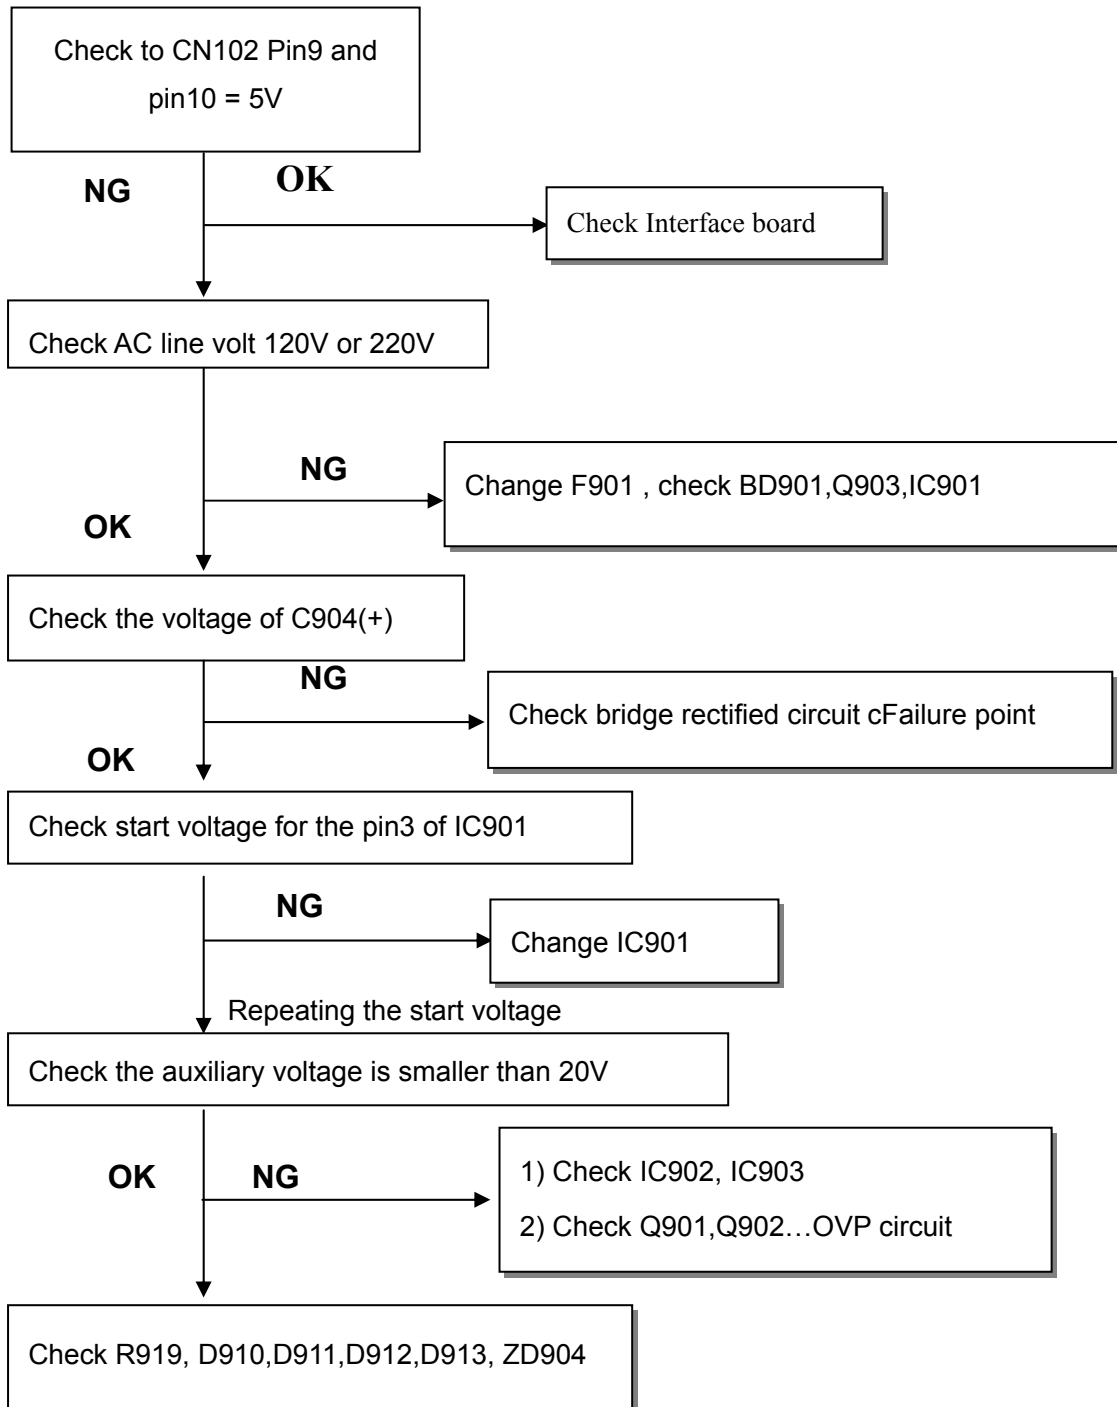 Check to CN102 Pin9 and
pin10 = 5V
NG
OK
Check Interface board
Check AC line volt 120V or 220V
NG
Change F901 , check BD901,Q903,IC901
OK
Check the voltage of C904(+)
NG
Check bridge rectified circuit cFailure point
OK
Check start voltage for the pin3 of IC901
NG
Change IC901
Repeating the start voltage
Check the auxiliary voltage is smaller than 20V
OK
NG
1) Check IC902, IC903
2) Check Q901,Q902…OVP circuit
Check R919, D910,D911,D912,D913, ZD904